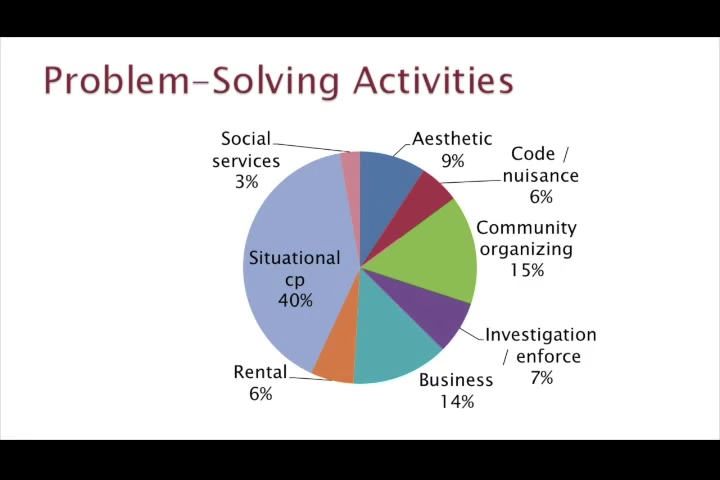 Problem-Solving Activities
Social
services
3%
Aesthetic
9%
Code /
nuisance
6%
Community
organizing
15%
Situational
cp
40%
Investigation
/ enforce
7%
Rental
6%
Business
14%